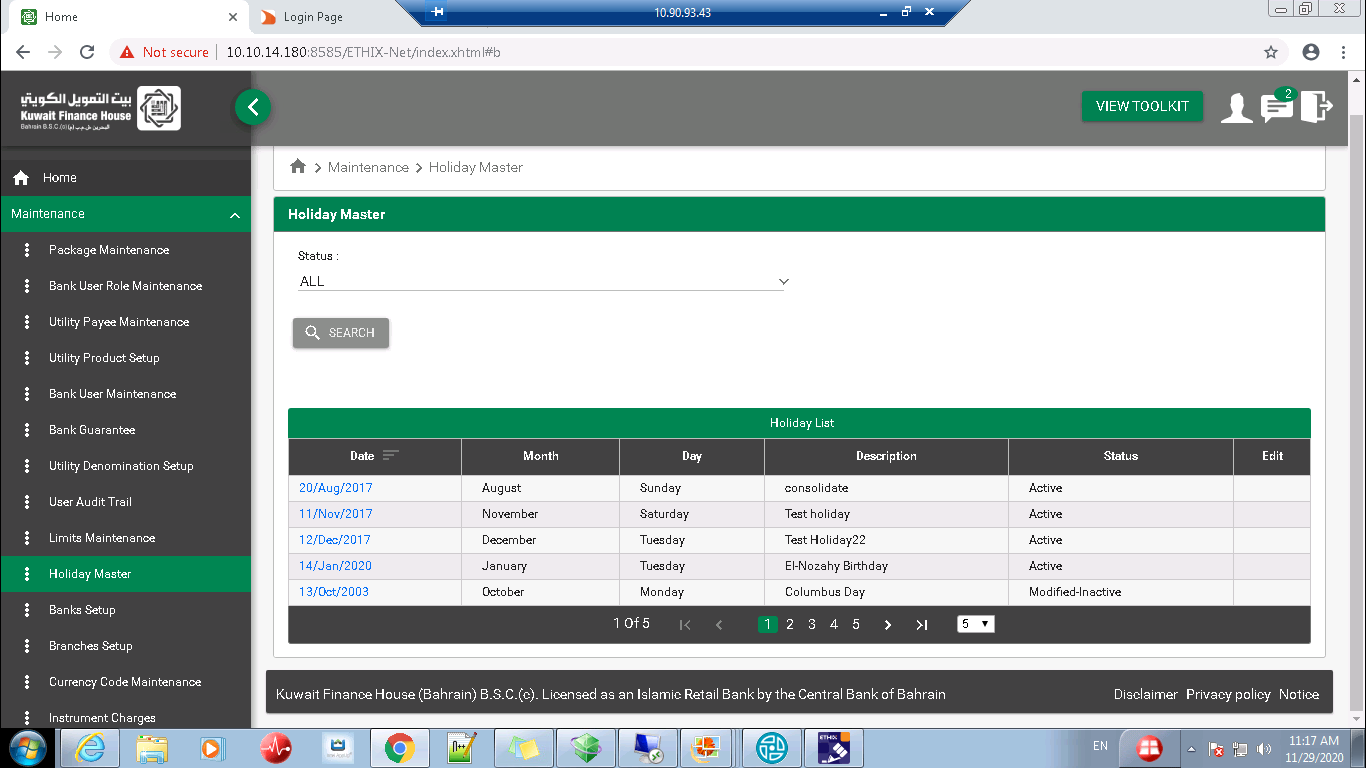 Home
Login Page
10.90.93.43
Not secure
10.10.14.180:8585/ETHIX-Net/index.xhtml#b
بيت التمويل الكويتي
Kuwait Finance House
Bahrain B.S.C.(c)
VIEW TOOLKIT
2
Home
Maintenance
Package Maintenance
Bank User Role Maintenance
Utility Payee Maintenance
Utility Product Setup
Bank User Maintenance
Bank Guarantee
Utility Denomination Setup
User Audit Trail
Limits Maintenance
Holiday Master
Banks Setup
Branches Setup
Currency Code Maintenance
Instrument Charges
Maintenance Holiday Master
Holiday Master
Status :
ALL
SEARCH
Holiday List
Date Month Day Description Status Edit
20/Aug/2017 August Sunday consolidate Active
11/Nov/2017 November Saturday Test holiday Active
12/Dec/2017 December Tuesday Test Holiday22 Active
14/Jan/2020 January Tuesday El-Nozahy Birthday Active
13/Oct/2003 October Monday Columbus Day Modified-Inactive
1 Of 5 1 2 3 4 5 5
Kuwait Finance House (Bahrain) B.S.C.(c). Licensed as an Islamic Retail Bank by the Central Bank of Bahrain
Disclaimer Privacy policy Notice
ETHIX
EN
11:17 AM
11/29/2020